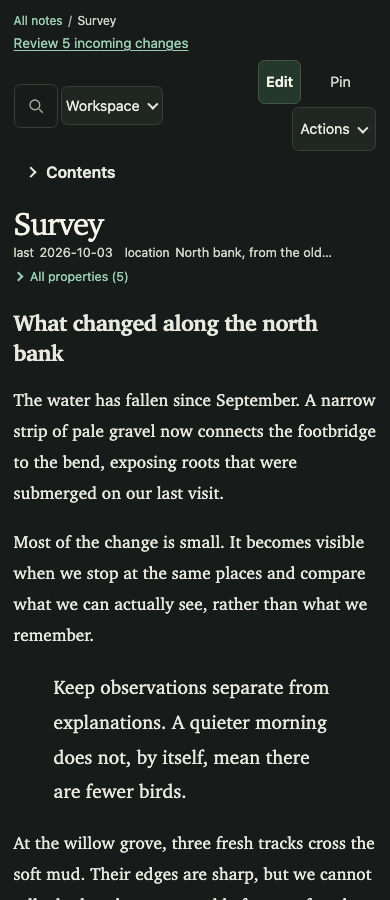 All notes / Survey
Review 5 incoming changes
Edit Pin
Workspace
Actions
Contents
Survey
last 2026-10-03 location North bank, from the old…
All properties (5)
What changed along the north
bank
The water has fallen since September. A narrow
strip of pale gravel now connects the footbridge
to the bend, exposing roots that were
submerged on our last visit.
Most of the change is small. It becomes visible
when we stop at the same places and compare
what we can actually see, rather than what we
remember.
Keep observations separate from
explanations. A quieter morning
does not, by itself, mean there
are fewer birds.
At the willow grove, three fresh tracks cross the
soft mud. Their edges are sharp, but we cannot